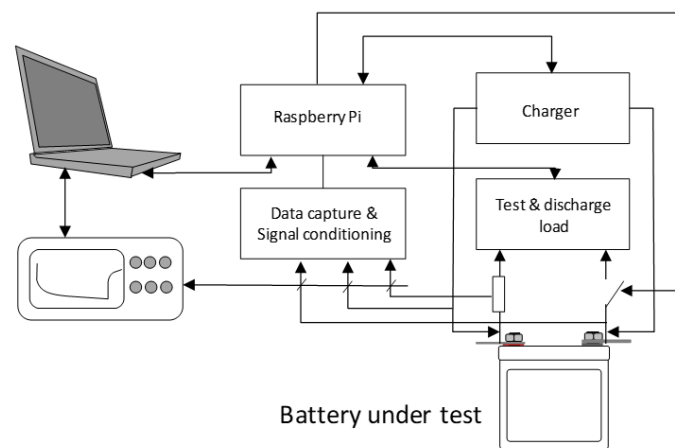 Raspberry Pi
Charger
Data capture &
Signal conditioning
Test & discharge
load
Battery under test